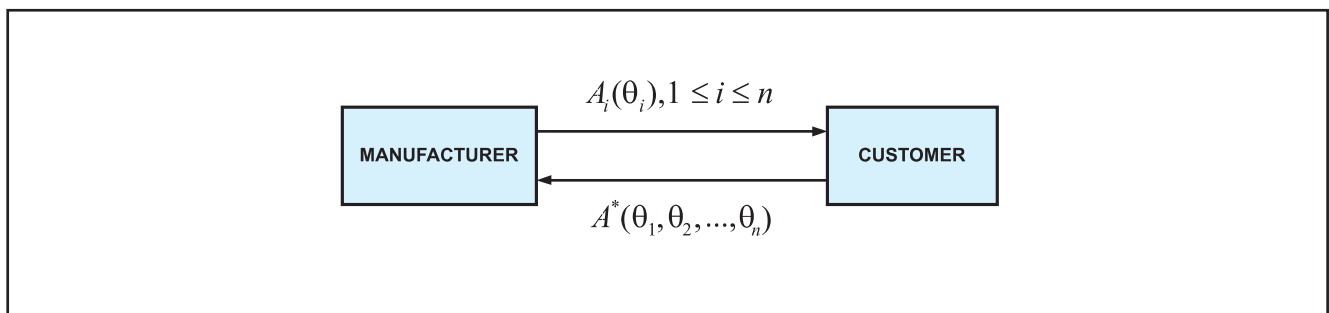 A_i(θ_i),1 ≤ i ≤ n
MANUFACTURER
CUSTOMER
A^*(θ_1,θ_2,...,θ_n)